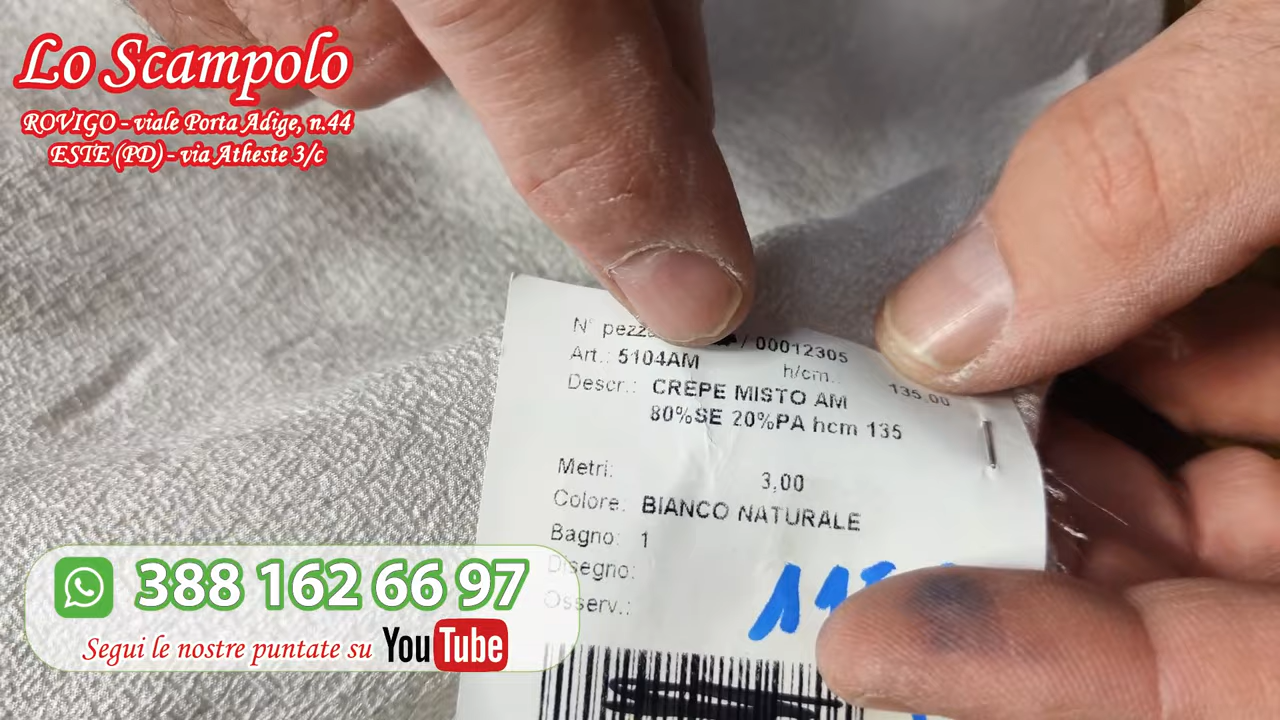 Lo Scampolo
ROVIGO - viale Porta Adige, n.44
ESTE (PD) - via Atheste 3/c
N° / 00012305
Art.: 5104AM h/cm.: 135,00
Descr.: CREPE MISTO AM
80%SE 20%PA hcm 135
Metri: 3,00
Colore: BIANCO NATURALE
Bagno: 1
Disegno:
Osserv.:
388 162 66 97
Segui le nostre puntate su YouTube